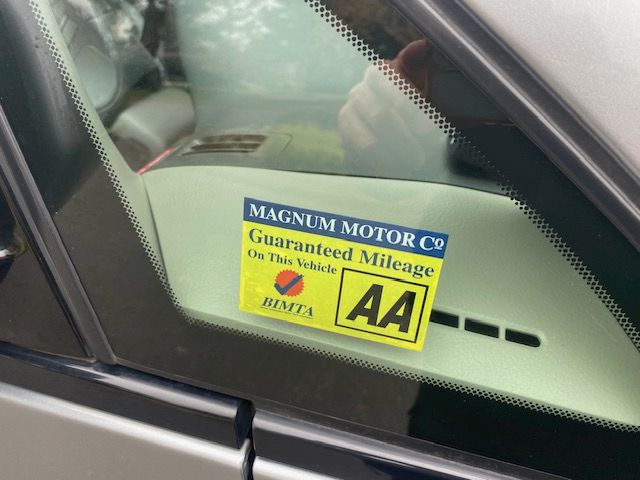 MAGNUM MOTOR Cº
Guaranteed Mileage
On This Vehicle
BIMTA
AA